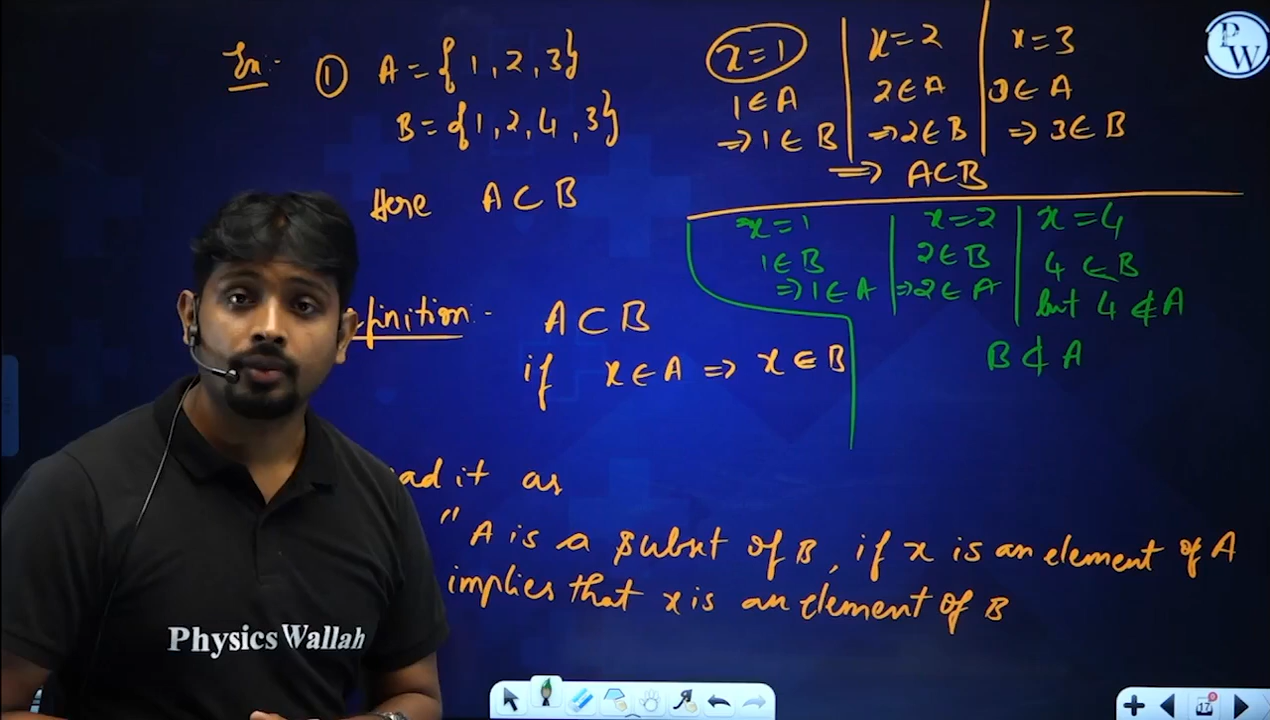 Ex:- ① A = {1, 2, 3}
B = {1, 2, 4, 3}
Here A ⊂ B
x = 1 | x = 2 | x = 3
1 ∈ A | 2 ∈ A | 3 ∈ A
⇒ 1 ∈ B | ⇒ 2 ∈ B | ⇒ 3 ∈ B
⇒ A ⊂ B
x = 1 | x = 2 | x = 4
1 ∈ B | 2 ∈ B | 4 ∈ B
⇒ 1 ∈ A | ⇒ 2 ∈ A | but 4 ∉ A
B ⊄ A
finition:- A ⊂ B
if x ∈ A ⇒ x ∈ B
ad it as
" A is a subset of B, if x is an element of A
implies that x is an element of B
Physics Wallah
PW
17